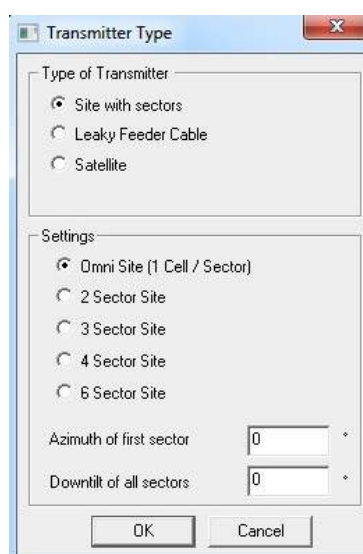 Transmitter Type
Type of Transmitter
Site with sectors
Leaky Feeder Cable
Satellite
Settings
Omni Site (1 Cell / Sector)
2 Sector Site
3 Sector Site
4 Sector Site
6 Sector Site
Azimuth of first sector 0 °
Downtilt of all sectors 0 °
OK Cancel